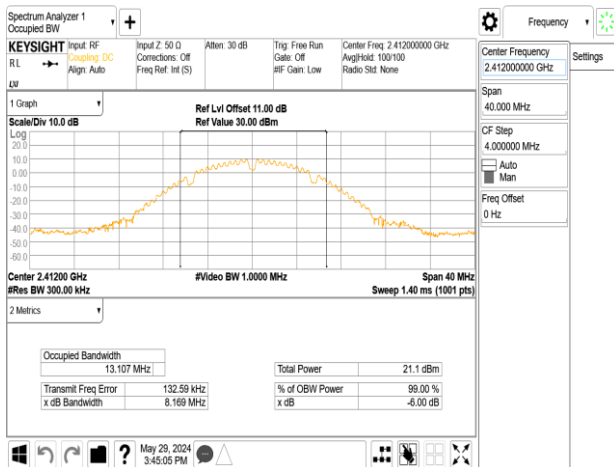 Spectrum Analyzer 1
Occupied BW
+
Frequency
KEYSIGHT
RL
LXI
Input: RF
Coupling: DC
Align: Auto
Input Z: 50 Ω
Corrections: Off
Freq Ref: Int (S)
Atten: 30 dB
Trig: Free Run
Gate: Off
#IF Gain: Low
Center Freq: 2.412000000 GHz
Avg|Hold: 100/100
Radio Std: None
Center Frequency
2.412000000 GHz
Settings
Span
40.000 MHz
CF Step
4.000000 MHz
Auto
Man
Freq Offset
0 Hz
1 Graph
Scale/Div 10.0 dB
Ref Lvl Offset 11.00 dB
Ref Value 30.00 dBm
Log
20.0
10.0
0.00
-10.0
-20.0
-30.0
-40.0
-50.0
-60.0
Center 2.41200 GHz
#Res BW 300.00 kHz
#Video BW 1.0000 MHz
Span 40 MHz
Sweep 1.40 ms (1001 pts)
2 Metrics
Occupied Bandwidth
13.107 MHz
Transmit Freq Error 132.59 kHz
x dB Bandwidth 8.169 MHz
Total Power 21.1 dBm
% of OBW Power 99.00 %
x dB -6.00 dB
?
May 29, 2024
3:45:05 PM